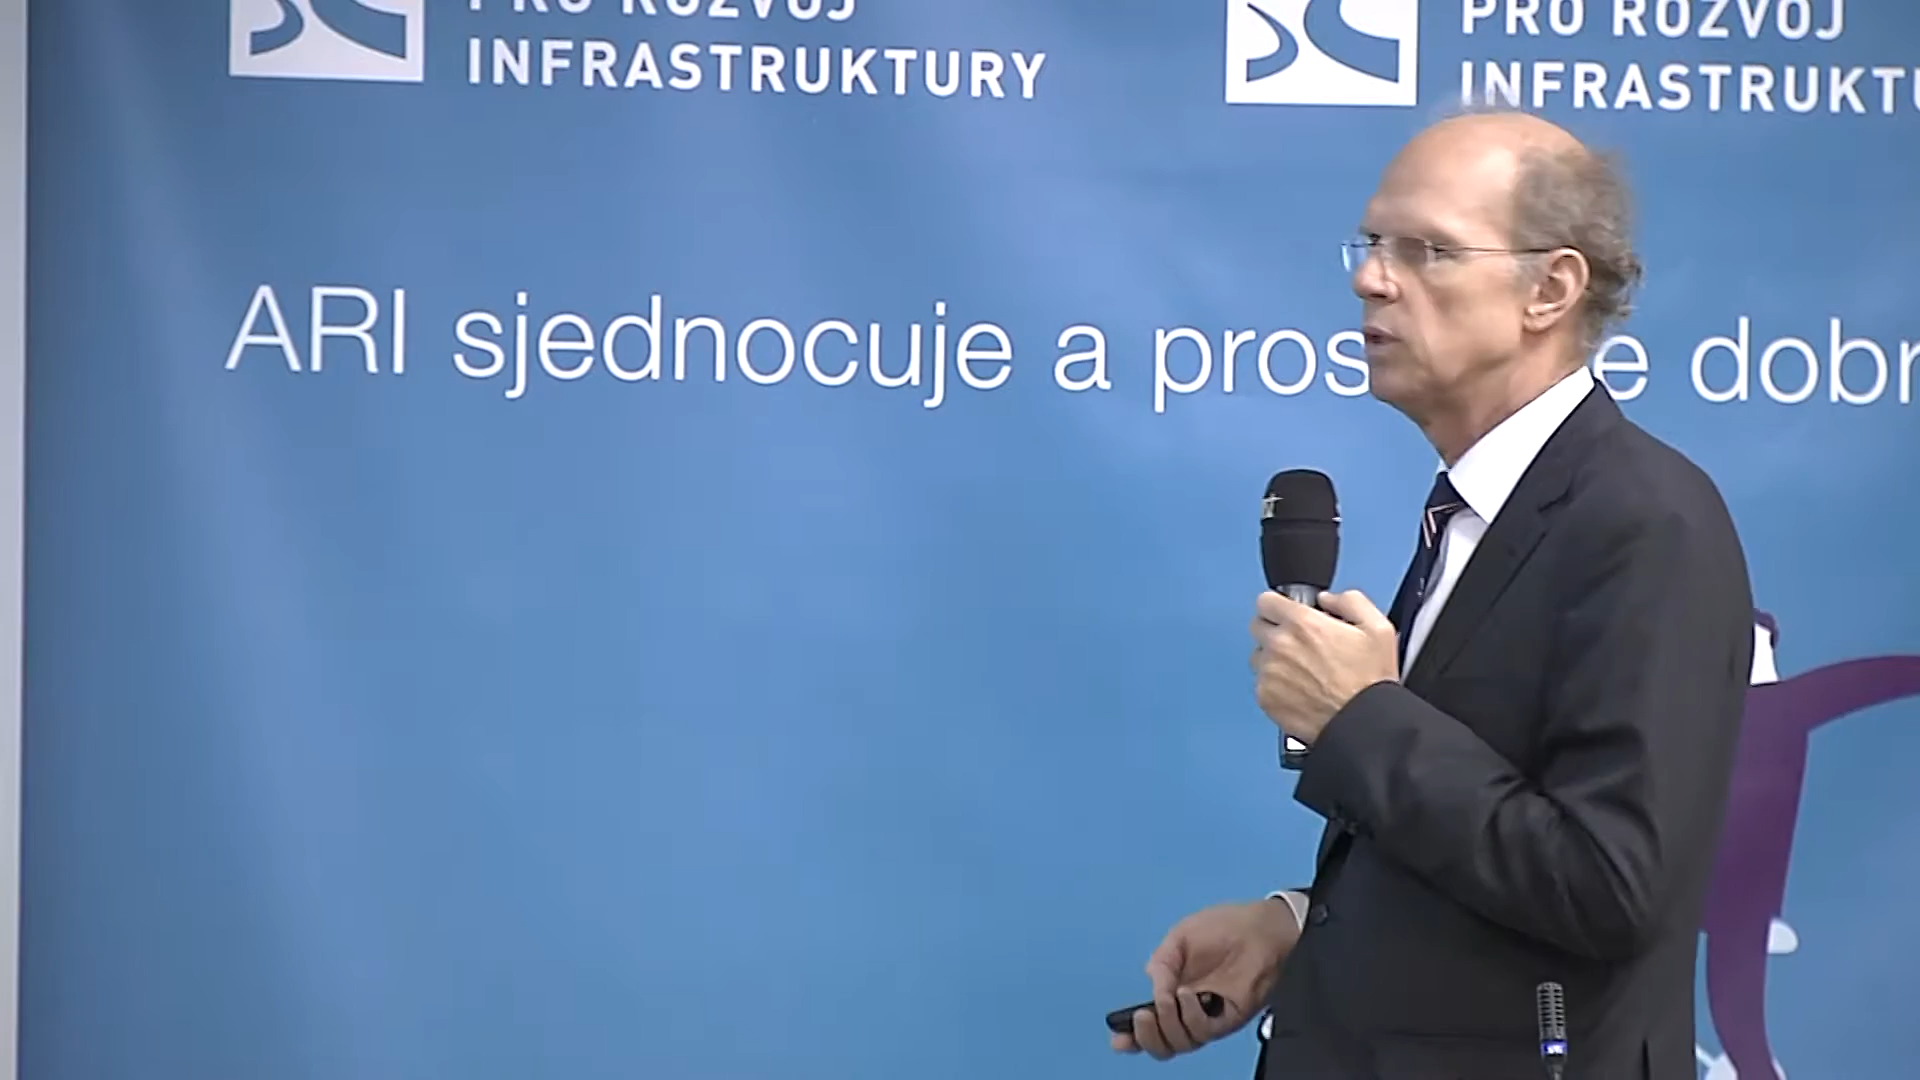 PRO ROZVOJ
INFRASTRUKTURY
PRO ROZVOJ
INFRASTRUKTU
ARI sjednocuje a pros e dobr